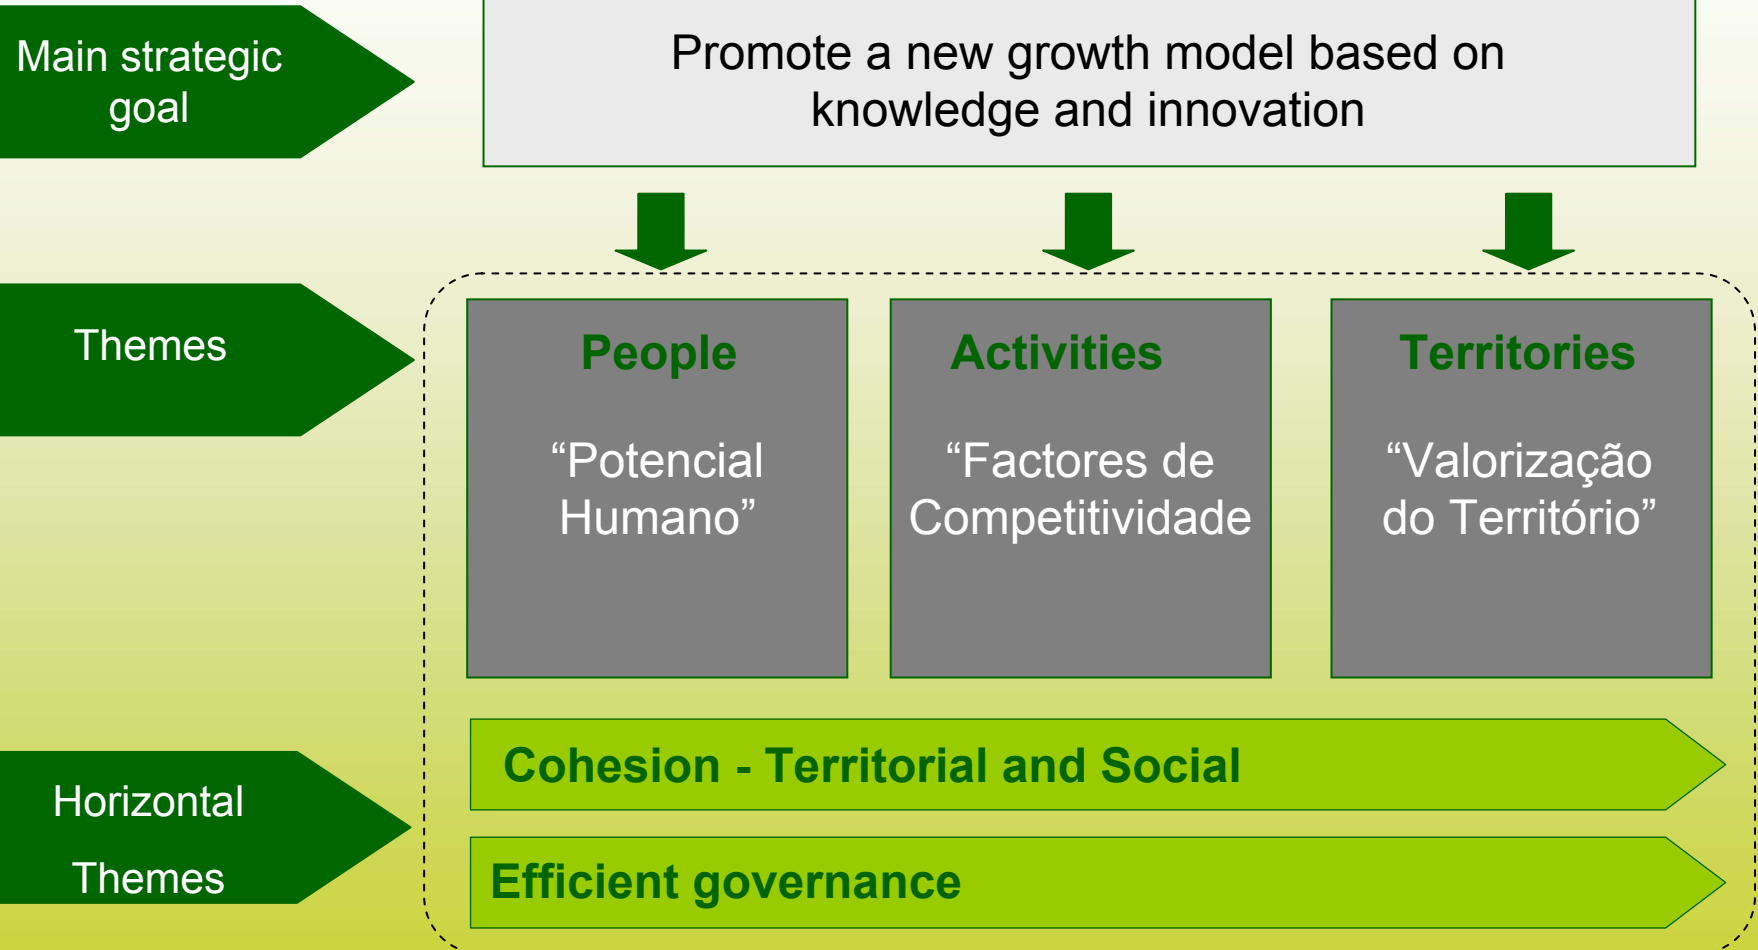 Main strategic
goal
Promote a new growth model based on
knowledge and innovation
Themes
People
“Potencial
Humano”
Activities
“Factores de
Competitividade
Territories
“Valorização
do Território”
Horizontal
Themes
Cohesion - Territorial and Social
Efficient governance